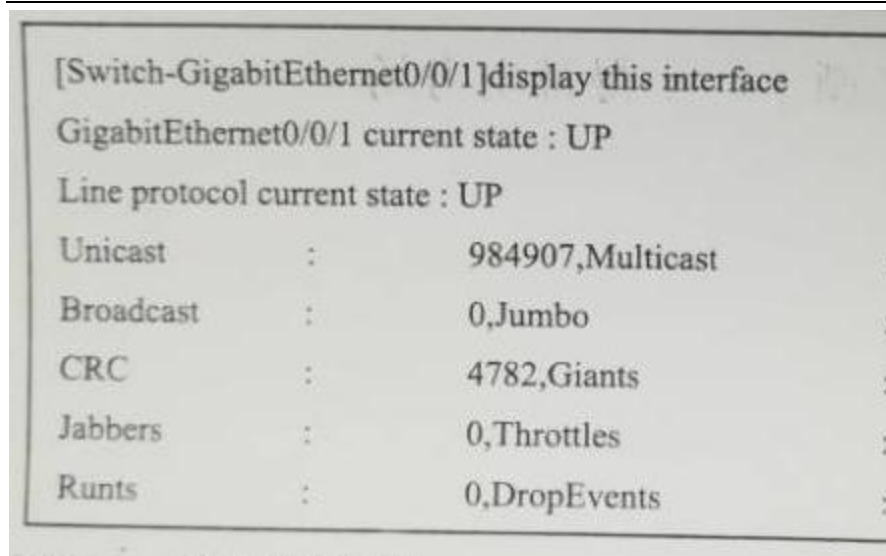 [Switch-GigabitEthernet0/0/1]display this interface
GigabitEthernet0/0/1 current state : UP
Line protocol current state : UP
Unicast : 984907,Multicast
Broadcast : 0,Jumbo
CRC : 4782,Giants :
Jabbers : 0,Throttles :
Runts : 0,DropEvents :